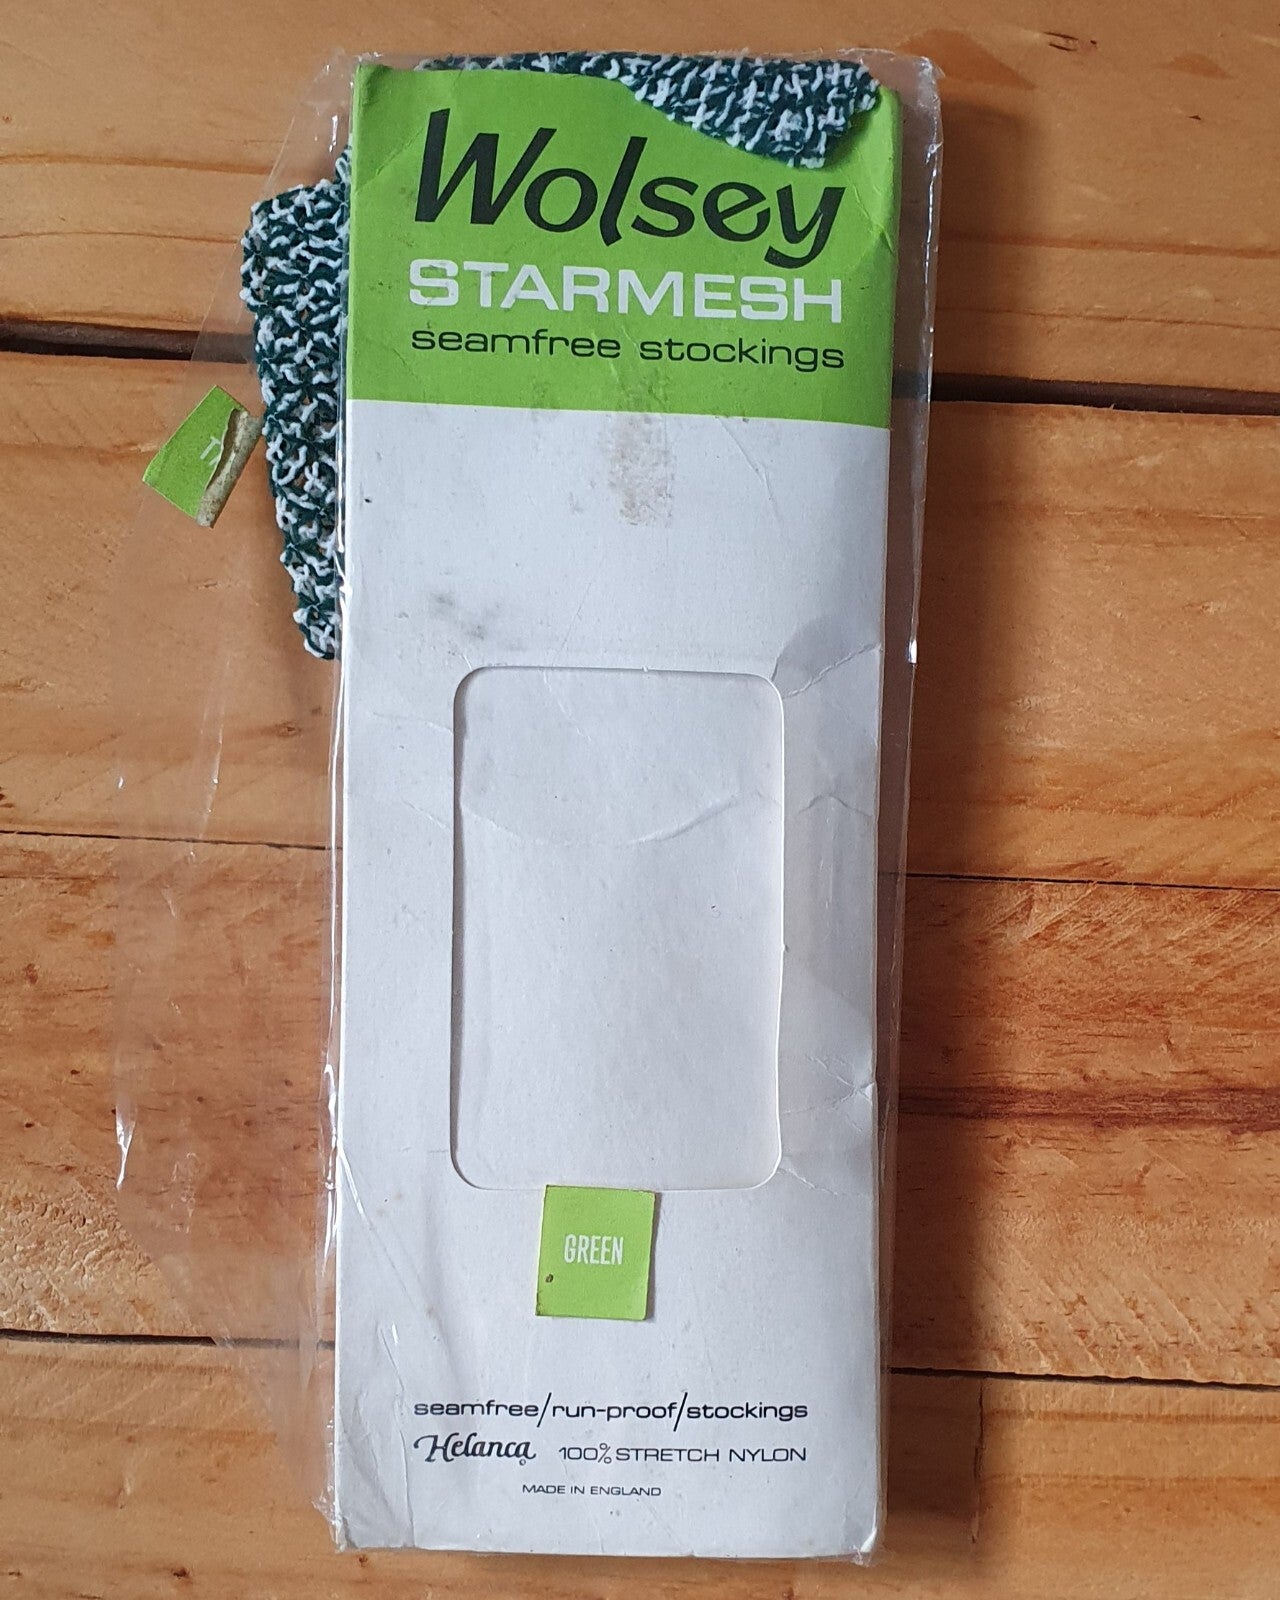 Wolsey
STARMESH
seamfree stockings
GREEN
seamfree/run-proof/stockings
Helanca 100% STRETCH NYLON
MADE IN ENGLAND